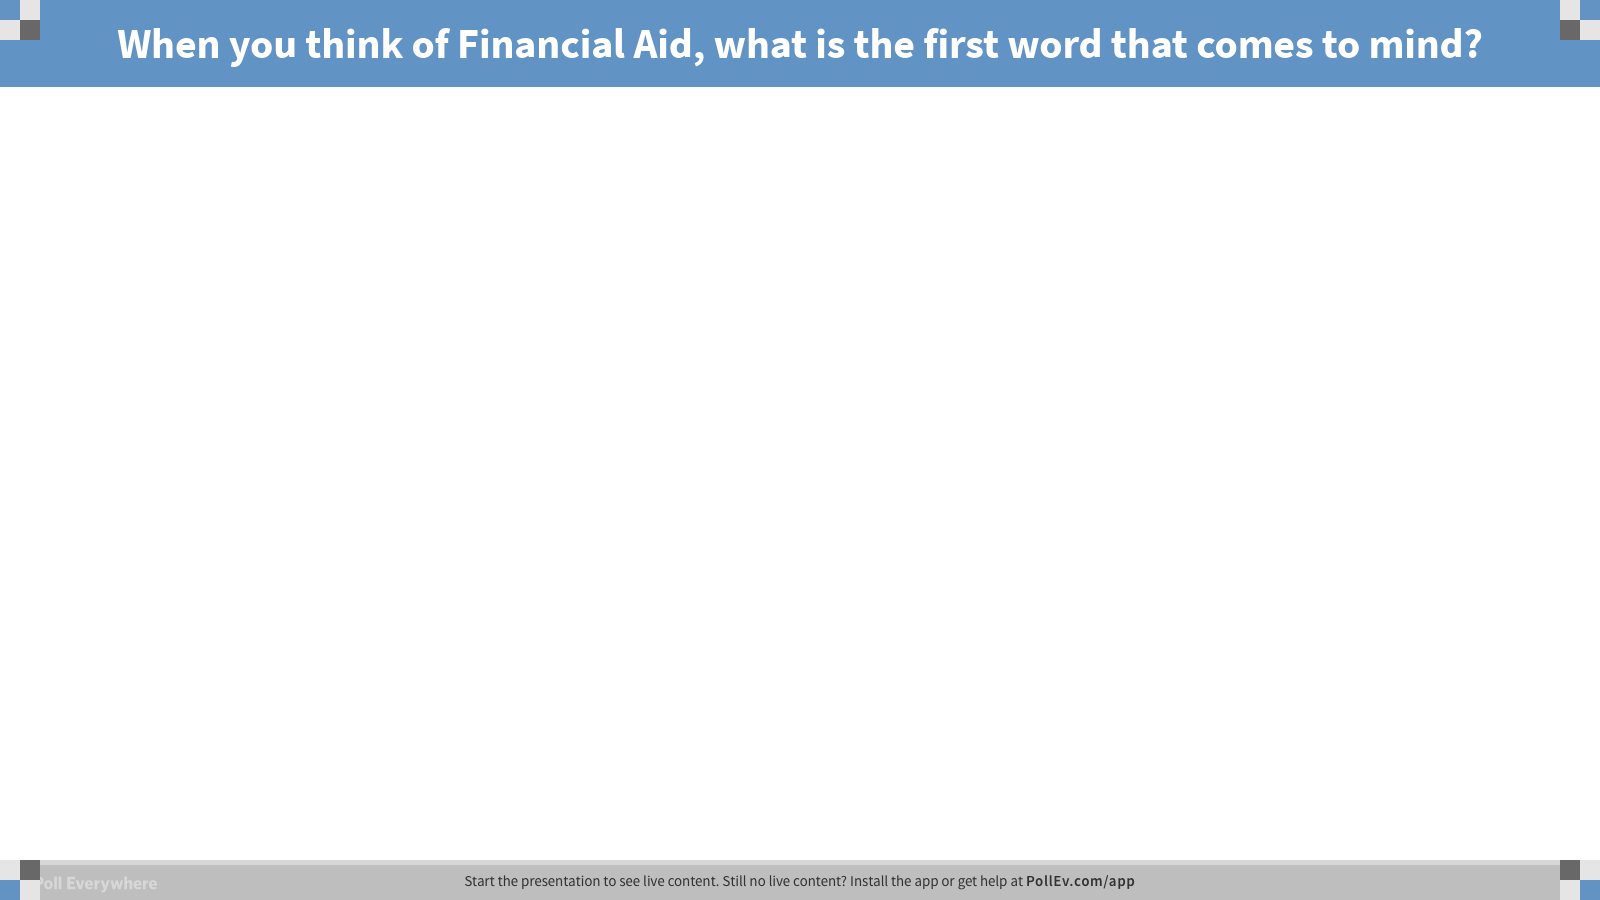 When you think of Financial Aid, what is the first word that comes to mind?
Poll Everywhere
Start the presentation to see live content. Still no live content? Install the app or get help at PollEv.com/app